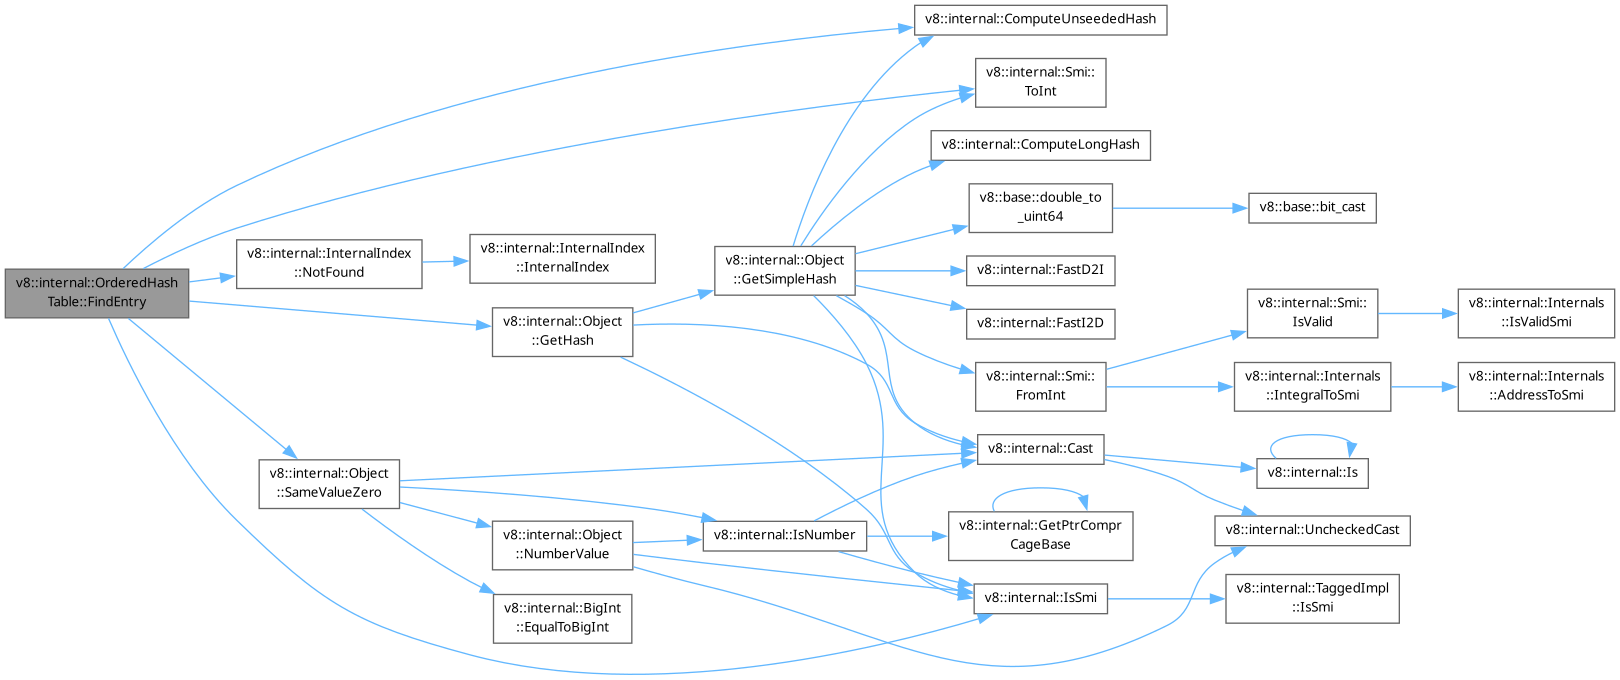 v8::internal::OrderedHash
Table::FindEntry
v8::internal::ComputeUnseededHash
v8::internal::Smi::
ToInt
v8::internal::InternalIndex
::NotFound
v8::internal::InternalIndex
::InternalIndex
v8::internal::Object
::GetHash
v8::internal::Object
::GetSimpleHash
v8::internal::ComputeLongHash
v8::base::double_to
_uint64
v8::base::bit_cast
v8::internal::FastD2I
v8::internal::FastI2D
v8::internal::Smi::
FromInt
v8::internal::Smi::
IsValid
v8::internal::Internals
::IsValidSmi
v8::internal::Internals
::IntegralToSmi
v8::internal::Internals
::AddressToSmi
v8::internal::Cast
v8::internal::Is
v8::internal::UncheckedCast
v8::internal::Object
::SameValueZero
v8::internal::Object
::NumberValue
v8::internal::IsNumber
v8::internal::GetPtrCompr
CageBase
v8::internal::IsSmi
v8::internal::TaggedImpl
::IsSmi
v8::internal::BigInt
::EqualToBigInt